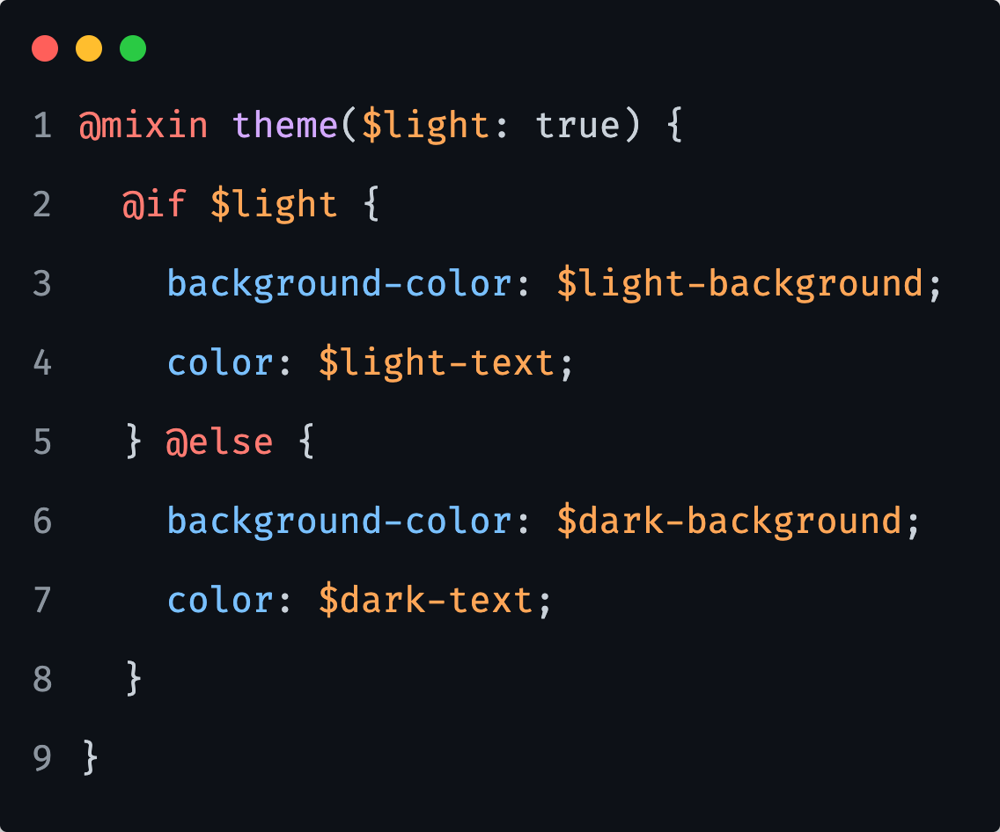 1 @mixin theme($light: true) {
2   @if $light {
3     background-color: $light-background;
4     color: $light-text;
5   } @else {
6     background-color: $dark-background;
7     color: $dark-text;
8   }
9 }